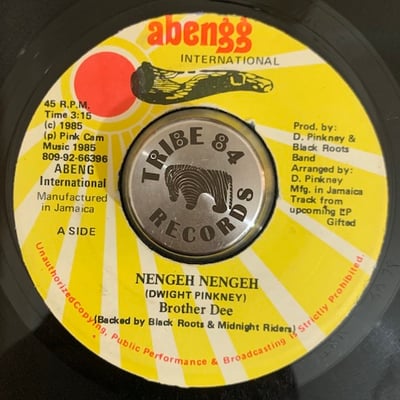 abengg
INTERNATIONAL
45 R.P.M.
Time 3:15
(c) 1985
(p) Pink Cam
Music 1985
809-92-66396
ABENG
International
Manufactured
in Jamaica
A SIDE
TRIBE 84
RECORDS
Prod. by:
D. Pinkney &
Black Roots
Band
Arranged by:
D. Pinkney
Mfg. in Jamaica
Track from
upcoming EP
Gifted
NENGEH NENGEH
(DWIGHT PINKNEY)
Brother Dee
(Backed by Black Roots & Midnight Riders)
Unauthorized Copying, Public Performance & Broadcasting is Strictly Prohibited.